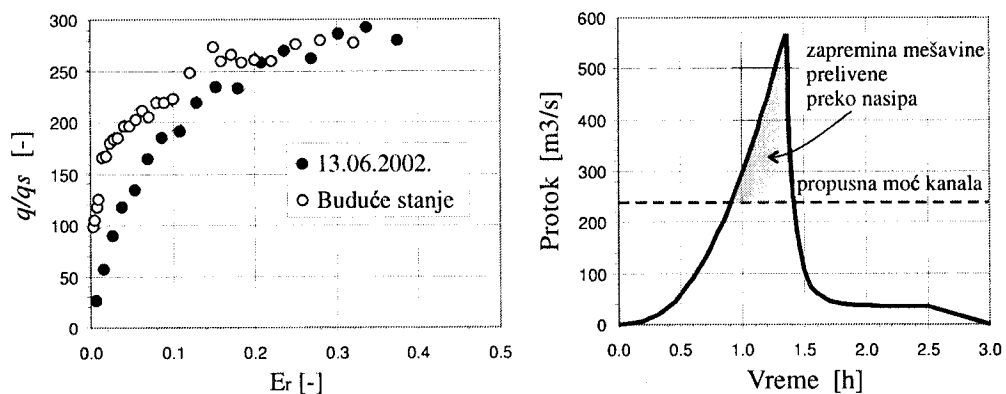 300
250
200
150
100
50
0
q/qs [-]
13.06.2002.
Buduće stanje
0.0 0.1 0.2 0.3 0.4 0.5
Er [-]
600
500
400
300
200
100
0
Protok [m3/s]
zapremina mešavine
prelivene
preko nasipa
propusna moć kanala
0.0 0.5 1.0 1.5 2.0 2.5 3.0
Vreme [h]